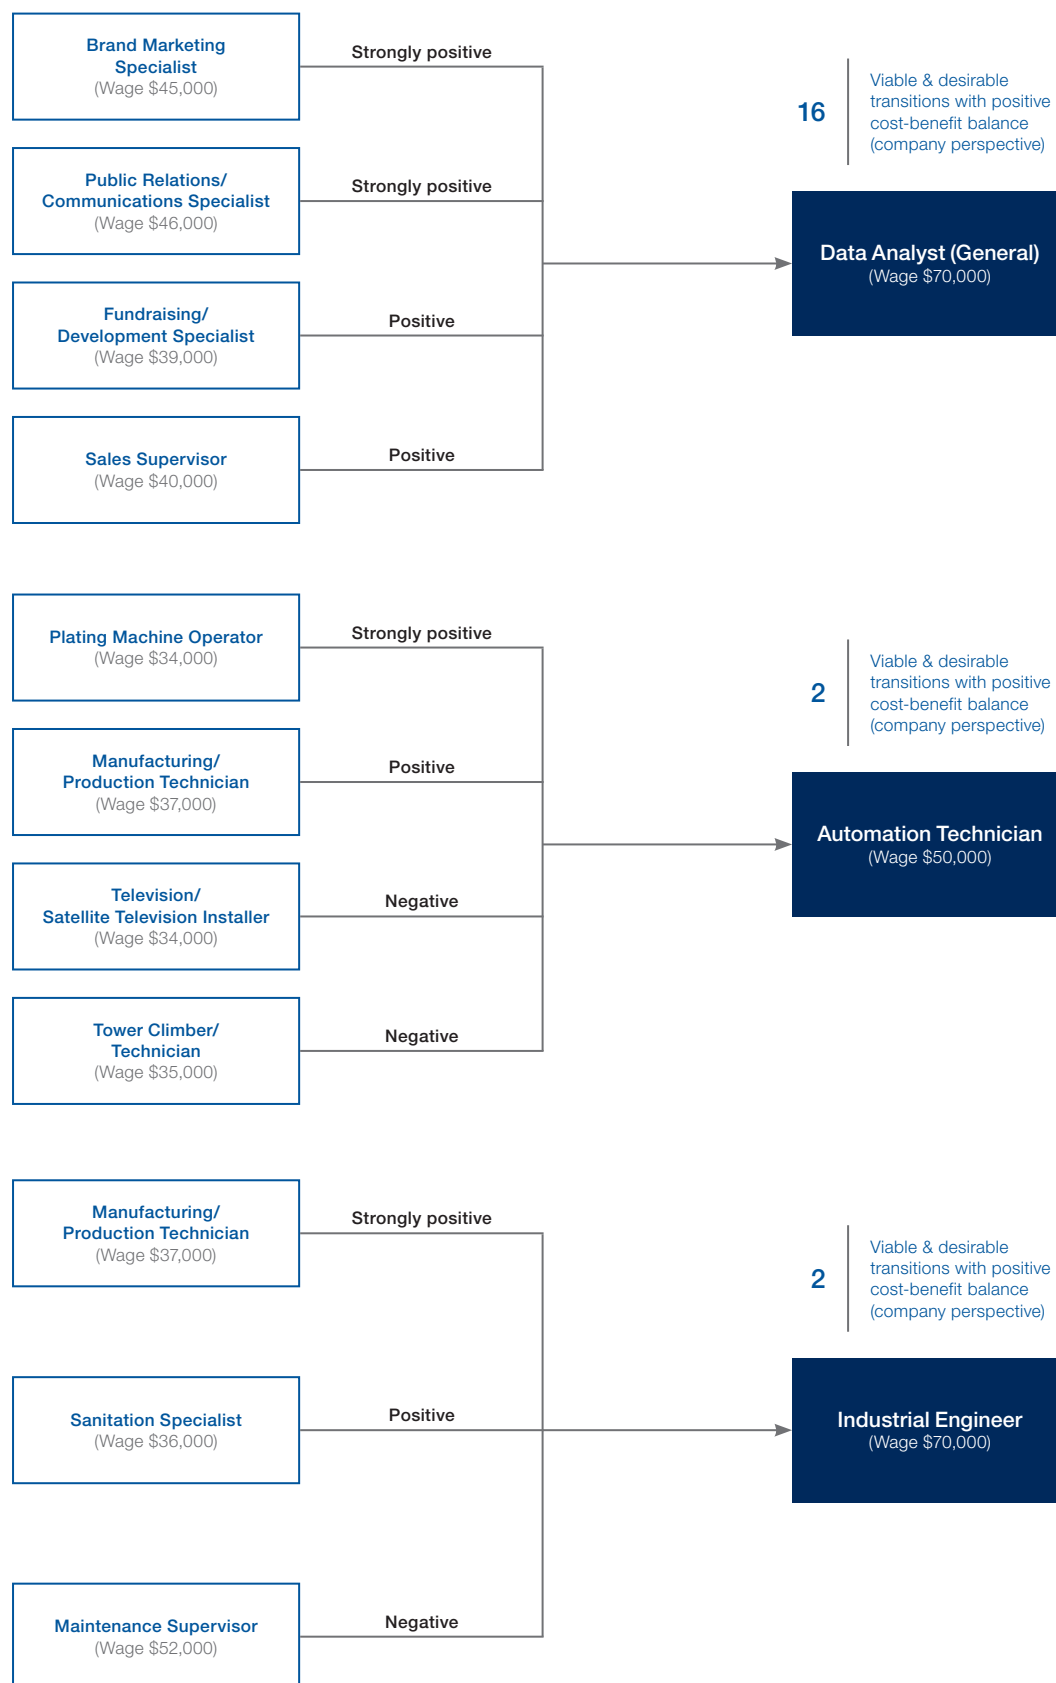 Brand Marketing
Specialist
(Wage $45,000)
Strongly positive
Public Relations/
Communications Specialist
(Wage $46,000)
Strongly positive
Fundraising/
Development Specialist
(Wage $39,000)
Positive
Sales Supervisor
(Wage $40,000)
Positive
16
Viable & desirable
transitions with positive
cost-benefit balance
(company perspective)
Data Analyst (General)
(Wage $70,000)
Plating Machine Operator
(Wage $34,000)
Strongly positive
Manufacturing/
Production Technician
(Wage $37,000)
Positive
Television/
Satellite Television Installer
(Wage $34,000)
Negative
Tower Climber/
Technician
(Wage $35,000)
Negative
2
Viable & desirable
transitions with positive
cost-benefit balance
(company perspective)
Automation Technician
(Wage $50,000)
Manufacturing/
Production Technician
(Wage $37,000)
Strongly positive
Sanitation Specialist
(Wage $36,000)
Positive
Maintenance Supervisor
(Wage $52,000)
Negative
2
Viable & desirable
transitions with positive
cost-benefit balance
(company perspective)
Industrial Engineer
(Wage $70,000)